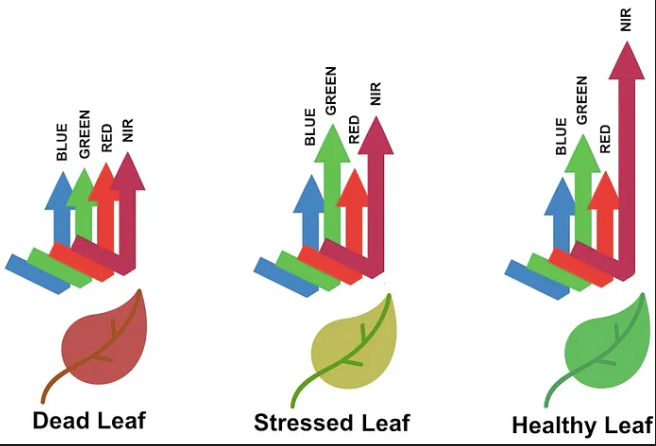 BLUE
GREEN
RED
NIR
BLUE
GREEN
RED
NIR
BLUE
GREEN
RED
NIR
Dead Leaf
Stressed Leaf
Healthy Leaf